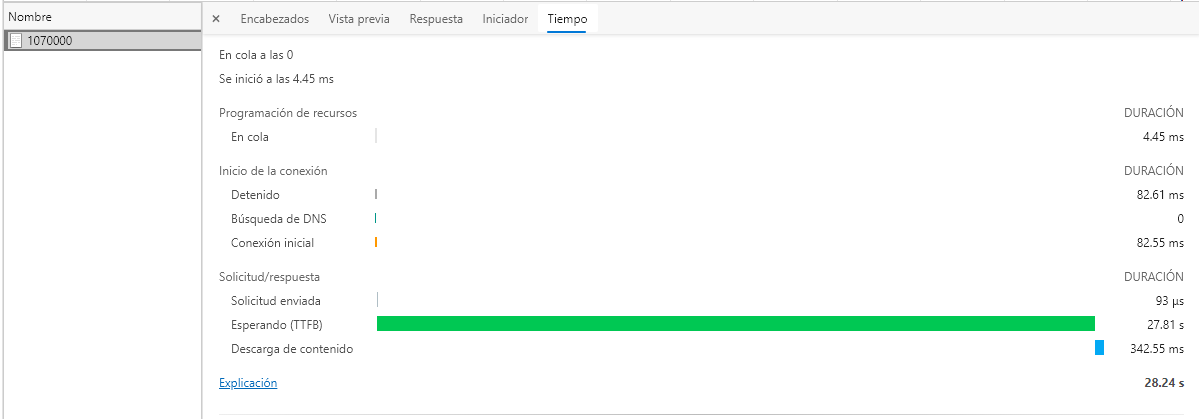 Nombre
× Encabezados Vista previa Respuesta Iniciador Tiempo
1070000
En cola a las 0
Se inició a las 4.45 ms
Programación de recursos DURACIÓN
En cola 4.45 ms
Inicio de la conexión DURACIÓN
Detenido 82.61 ms
Búsqueda de DNS 0
Conexión inicial 82.55 ms
Solicitud/respuesta DURACIÓN
Solicitud enviada 93 µs
Esperando (TTFB) 27.81 s
Descarga de contenido 342.55 ms
Explicación 28.24 s